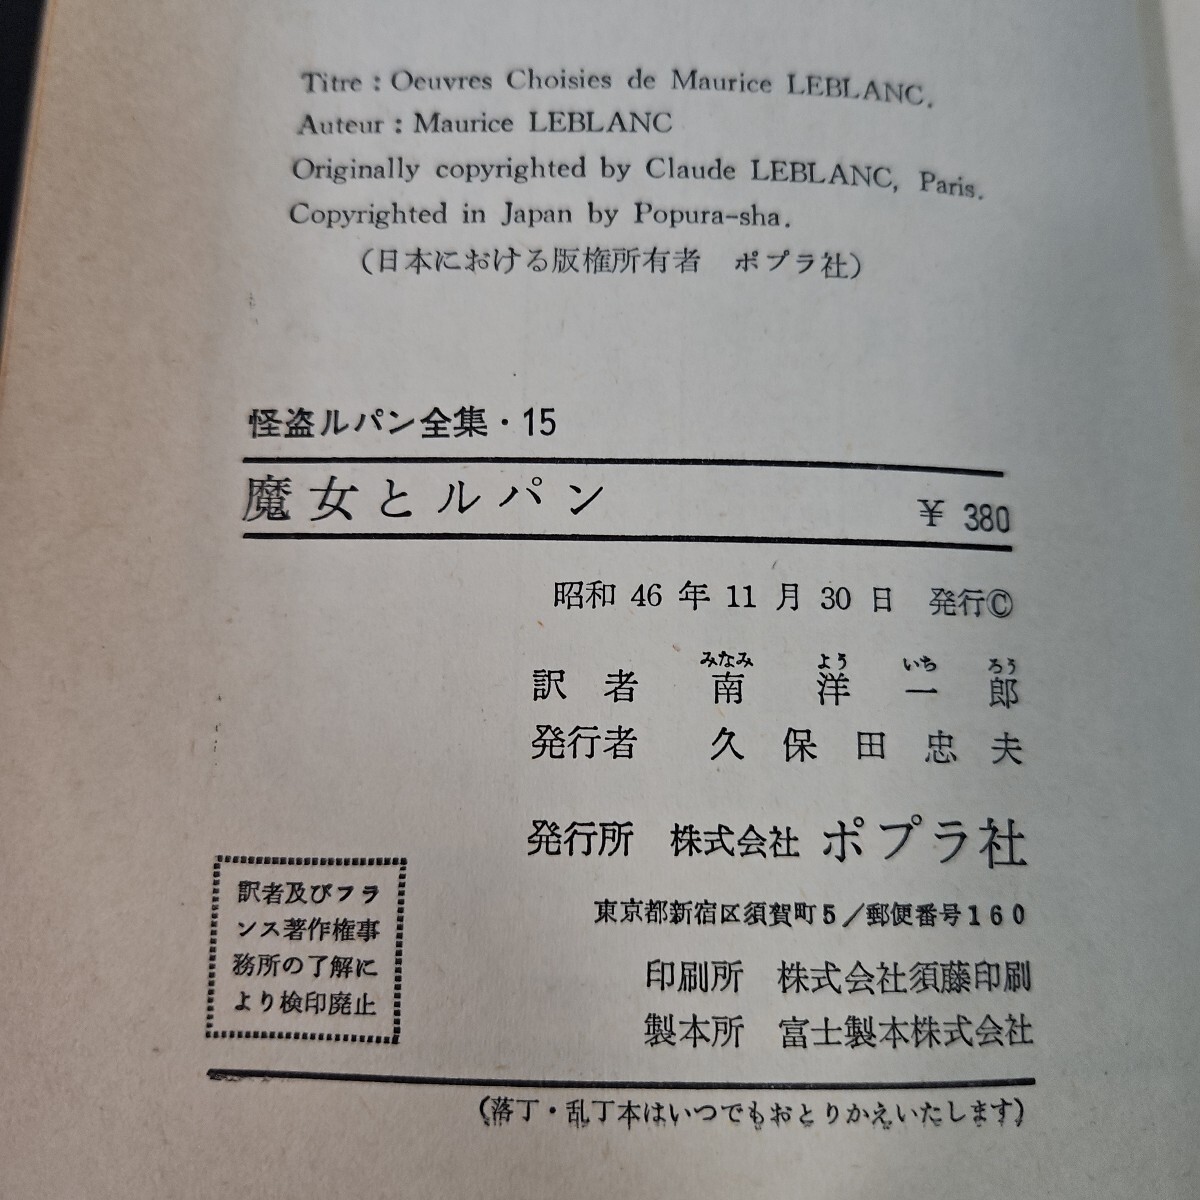 Titre : Oeuvres Choisies de Maurice LEBLANC.
Auteur : Maurice LEBLANC
Originally copyrighted by Claude LEBLANC, Paris.
Copyrighted in Japan by Popura-sha.
(日本における版権所有者　ポプラ社)
怪盗ルパン全集・15
魔女とルパン　¥ 380
昭和 46 年 11 月 30 日　発行©
みなみ　よう　いち　ろう
訳者　南洋一郎
発行者　久保田忠夫
発行所　株式会社 ポプラ社
東京都新宿区須賀町5/郵便番号160
印刷所　株式会社須藤印刷
製本所　富士製本株式会社
訳者及びフラ
ンス著作権事
務所の了解に
より検印廃止
(落丁・乱丁本はいつでもおとりかえいたします)